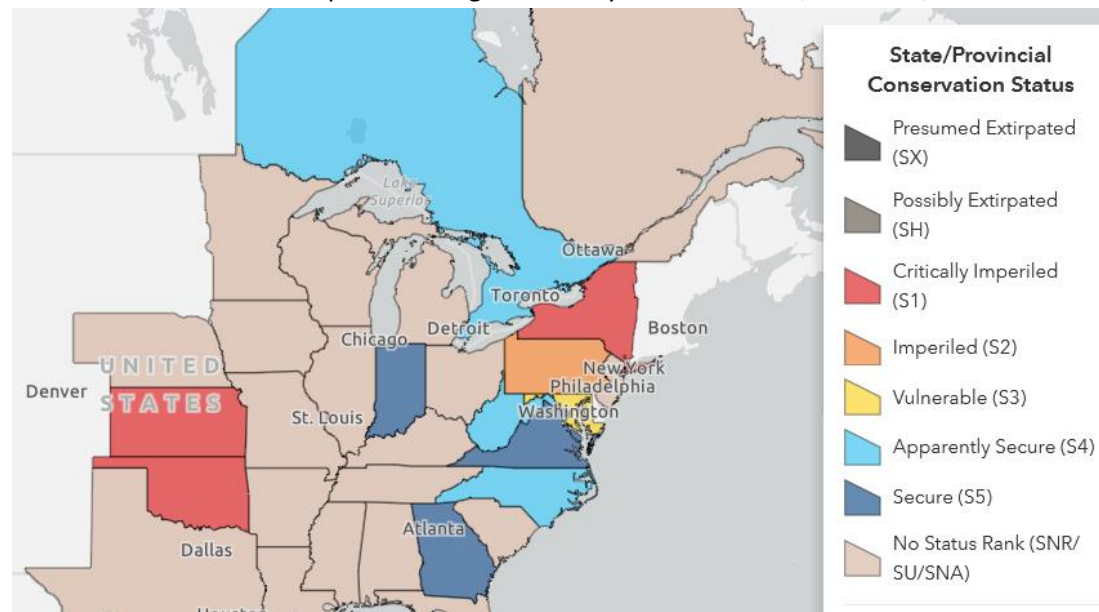 Lake
Superior
Ottawa
Toronto
Boston
Detroit
Chicago
UNITED
New York
Denver
Philadelphia
STATES
St. Louis
Washington
Atlanta
Dallas
State/Provincial
Conservation Status
Presumed Extirpated
(SX)
Possibly Extirpated
(SH)
Critically Imperiled
(S1)
Imperiled (S2)
Vulnerable (S3)
Apparently Secure (S4)
Secure (S5)
No Status Rank (SNR/
SU/SNA)